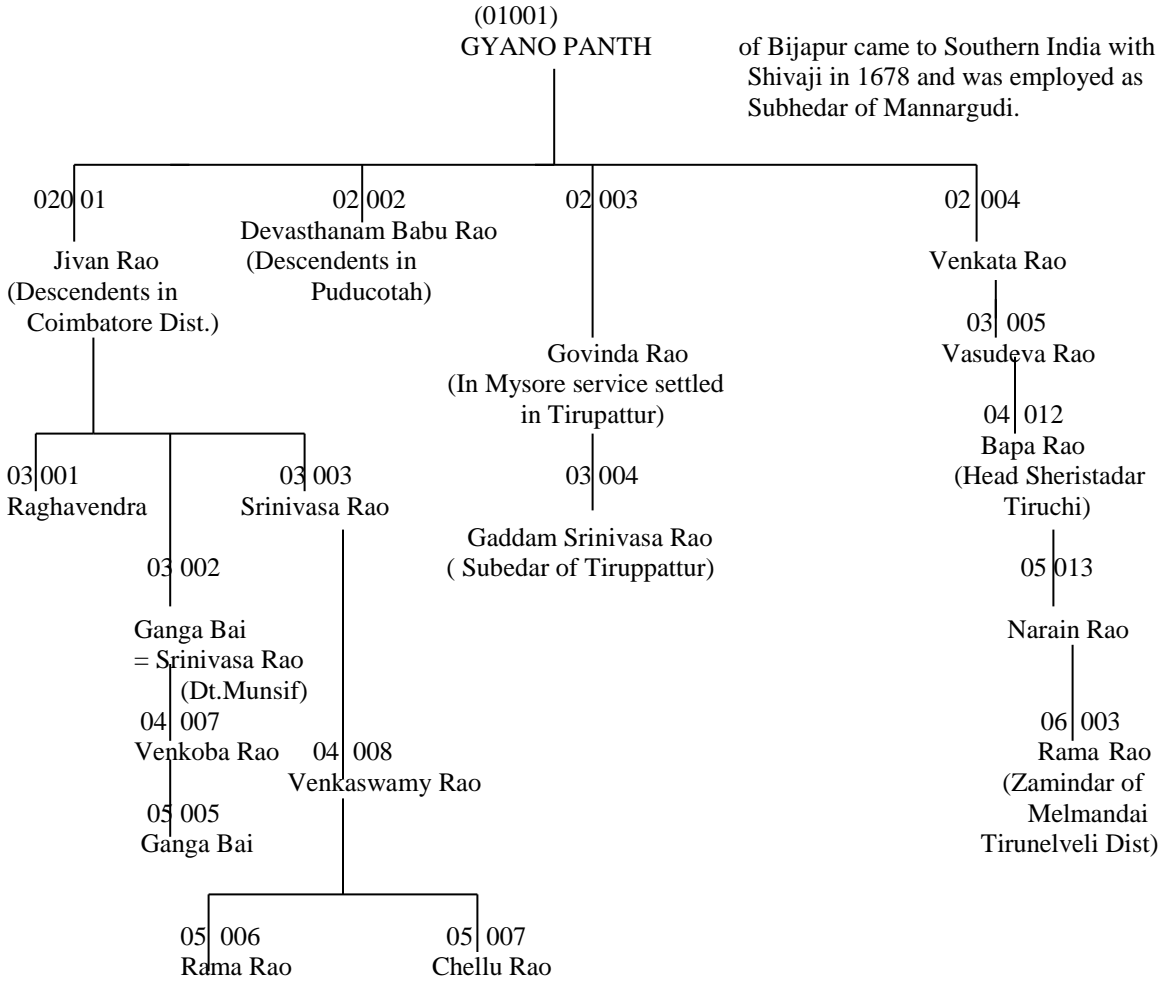 (01001)
GYANO PANTH
of Bijapur came to Southern India with
Shivaji in 1678 and was employed as
Subhedar of Mannargudi.
02001
02 002
02 003
02 004
Jivan Rao
(Descendents in
Coimbatore Dist.)
Devasthanam Babu Rao
(Descendents in
Puducotah)
Govinda Rao
(In Mysore service settled
in Tirupattur)
Venkata Rao
03 005
Vasudeva Rao
04 012
Bapa Rao
(Head Sheristadar
Tiruchi)
03 001
Raghavendra
03 003
Srinivasa Rao
03 004
Gaddam Srinivasa Rao
( Subedar of Tiruppattur)
03 002
Ganga Bai
= Srinivasa Rao
(Dt.Munsif)
05 013
Narain Rao
04 007
Venkoba Rao
04 008
Venkaswamy Rao
06 003
Rama Rao
(Zamindar of
Melmandai
Tirunelveli Dist)
05 005
Ganga Bai
05 006
Rama Rao
05 007
Chellu Rao